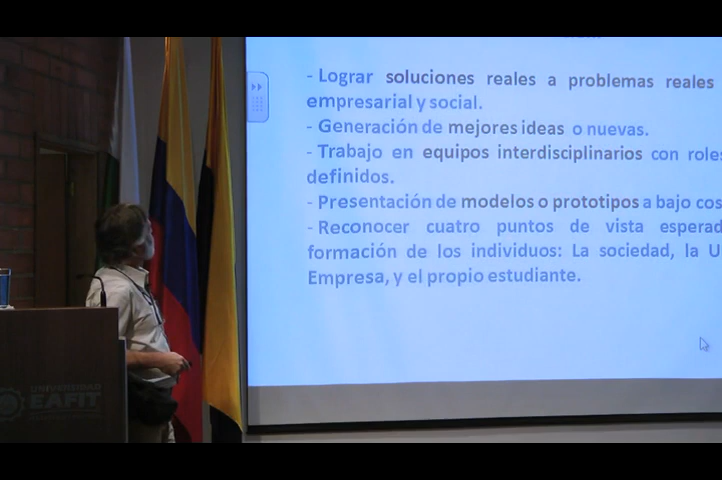 - Lograr soluciones reales a problemas reales
empresarial y social.
- Generación de mejores ideas o nuevas.
- Trabajo en equipos interdisciplinarios con roles
definidos.
- Presentación de modelos o prototipos a bajo cos
- Reconocer cuatro puntos de vista esperad
formación de los individuos: La sociedad, la U
Empresa, y el propio estudiante.
UNIVERSIDAD
EAFIT